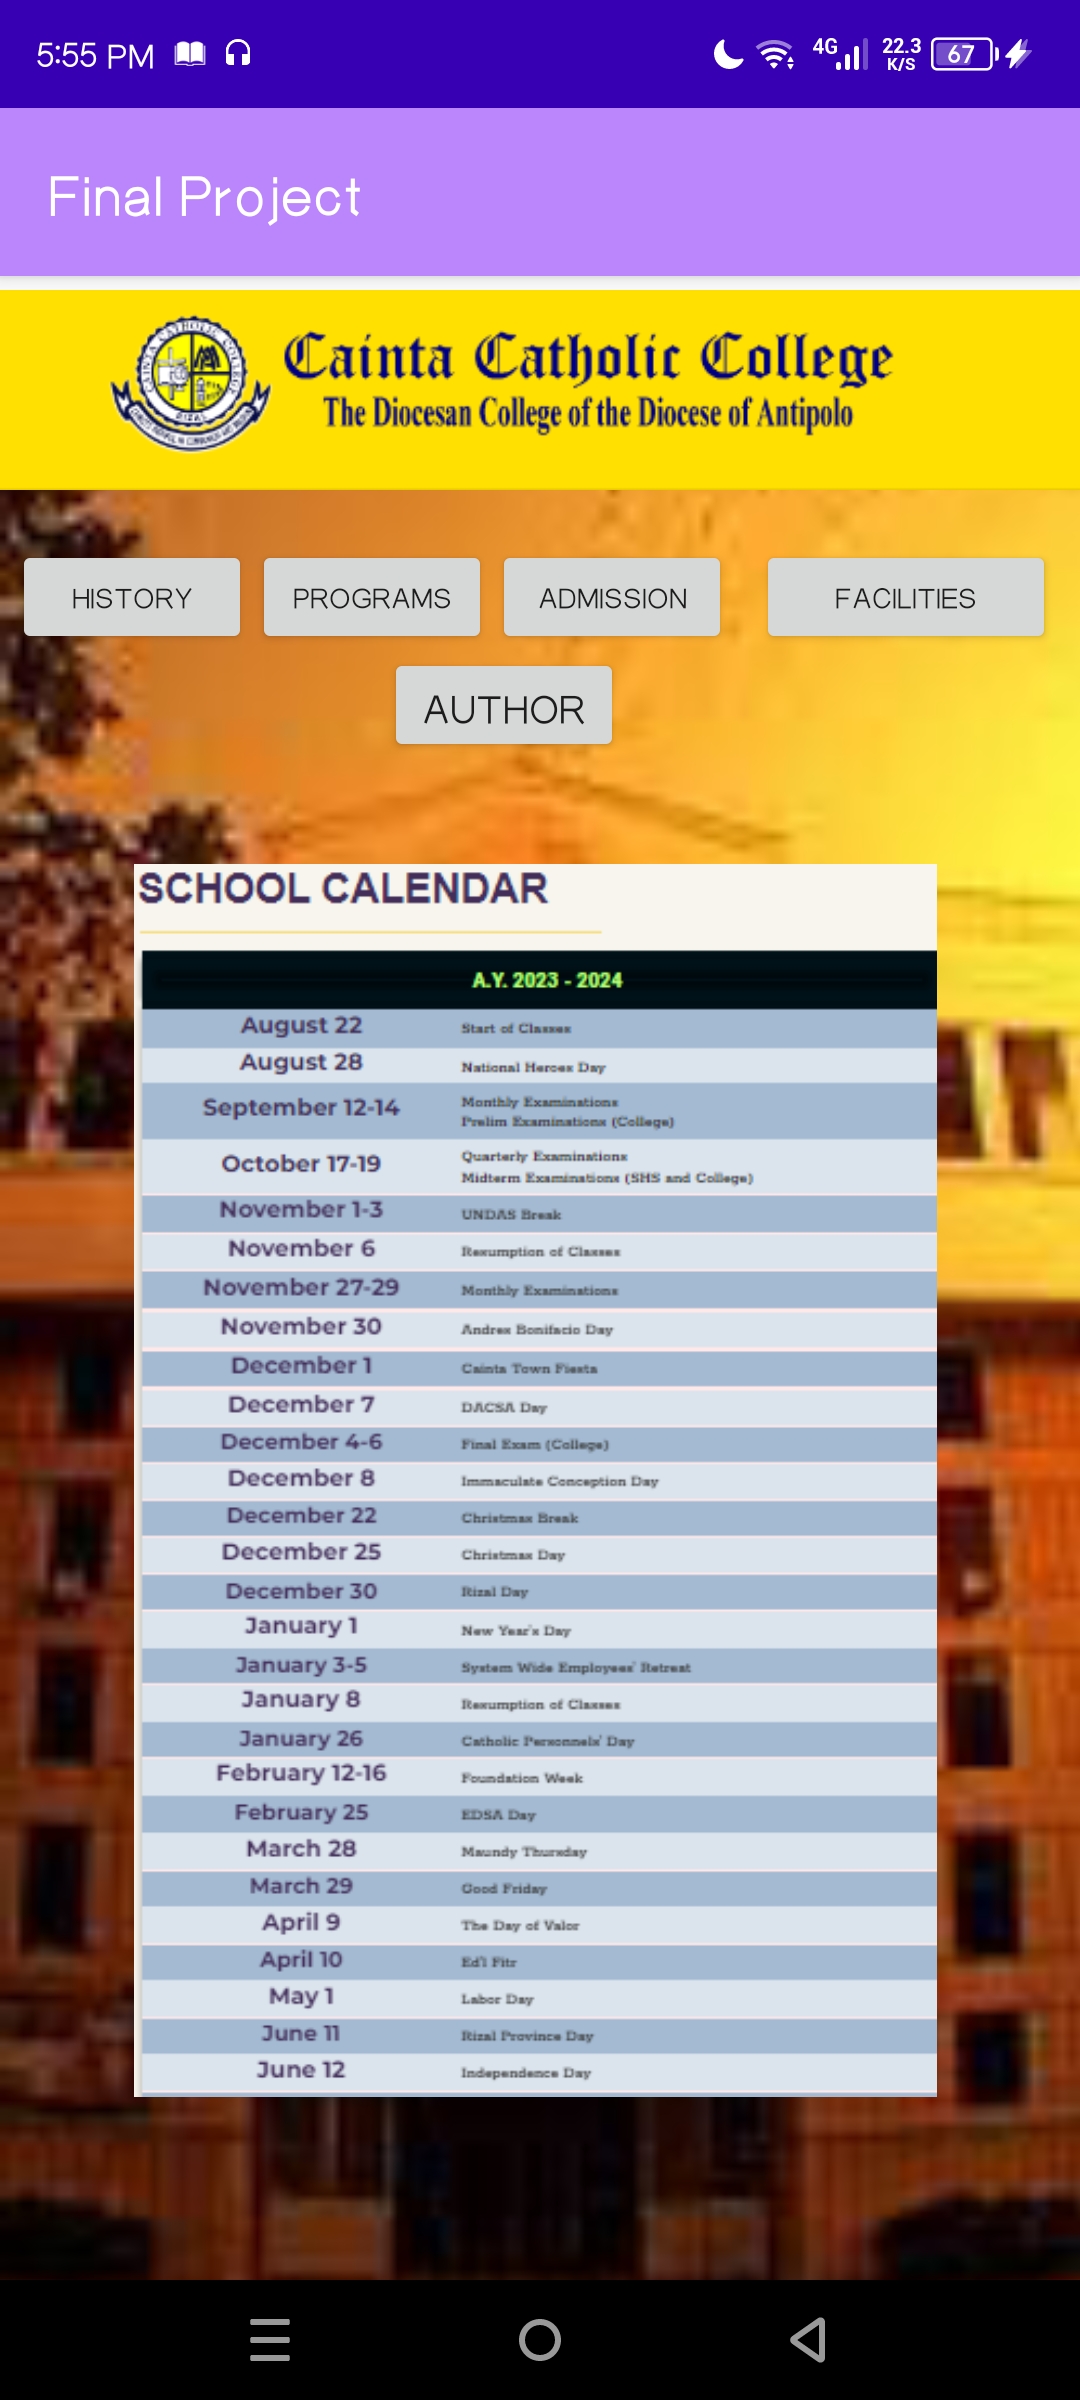 5:55 PM
4G
22.3
K/S
67
Final Project
Cainta Catholic College
The Diocesan College of the Diocese of Antipolo
HISTORY
PROGRAMS
ADMISSION
FACILITIES
AUTHOR
SCHOOL CALENDAR
A.Y. 2023 - 2024
August 22 Start of Classes
August 28 National Heroes Day
September 12-14 Monthly Examinations
Prelim Examinations (College)
October 17-19 Quarterly Examinations
Midterm Examinations (SHS and College)
November 1-3 UNDAS Break
November 6 Resumption of Classes
November 27-29 Monthly Examinations
November 30 Andres Bonifacio Day
December 1 Cainta Town Fiesta
December 7 DACSA Day
December 4-6 Final Exam (College)
December 8 Immaculate Conception Day
December 22 Christmas Break
December 25 Christmas Day
December 30 Rizal Day
January 1 New Year's Day
January 3-5 System Wide Employees' Retreat
January 8 Resumption of Classes
January 26 Catholic Personnels' Day
February 12-16 Foundation Week
February 25 EDSA Day
March 28 Maundy Thursday
March 29 Good Friday
April 9 The Day of Valor
April 10 Ed'l Fitr
May 1 Labor Day
June 11 Rizal Province Day
June 12 Independence Day